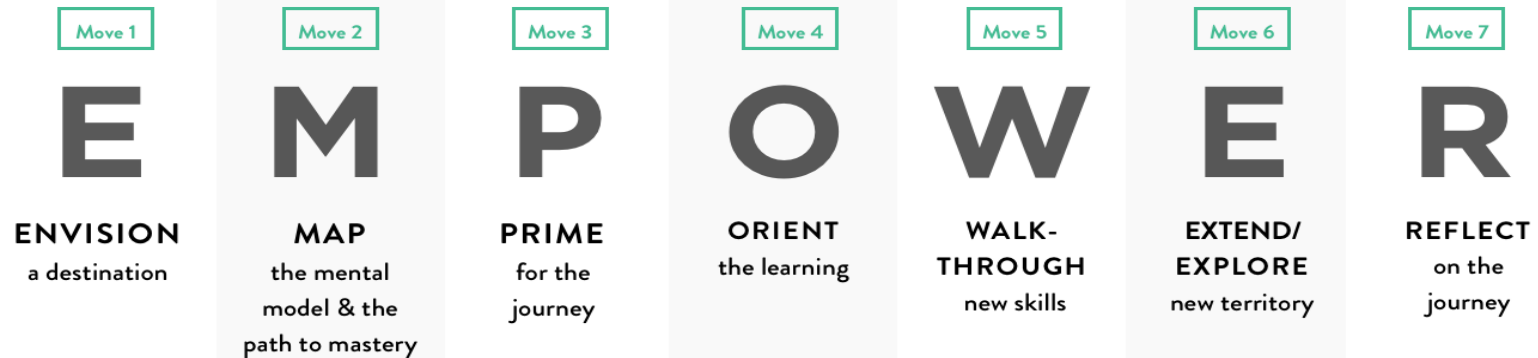 Move 1
E
ENVISION
a destination
Move 2
M
MAP
the mental
model & the
path to mastery
Move 3
P
PRIME
for the
journey
Move 4
O
ORIENT
the learning
Move 5
W
WALK-
THROUGH
new skills
Move 6
E
EXTEND/
EXPLORE
new territory
Move 7
R
REFLECT
on the
journey